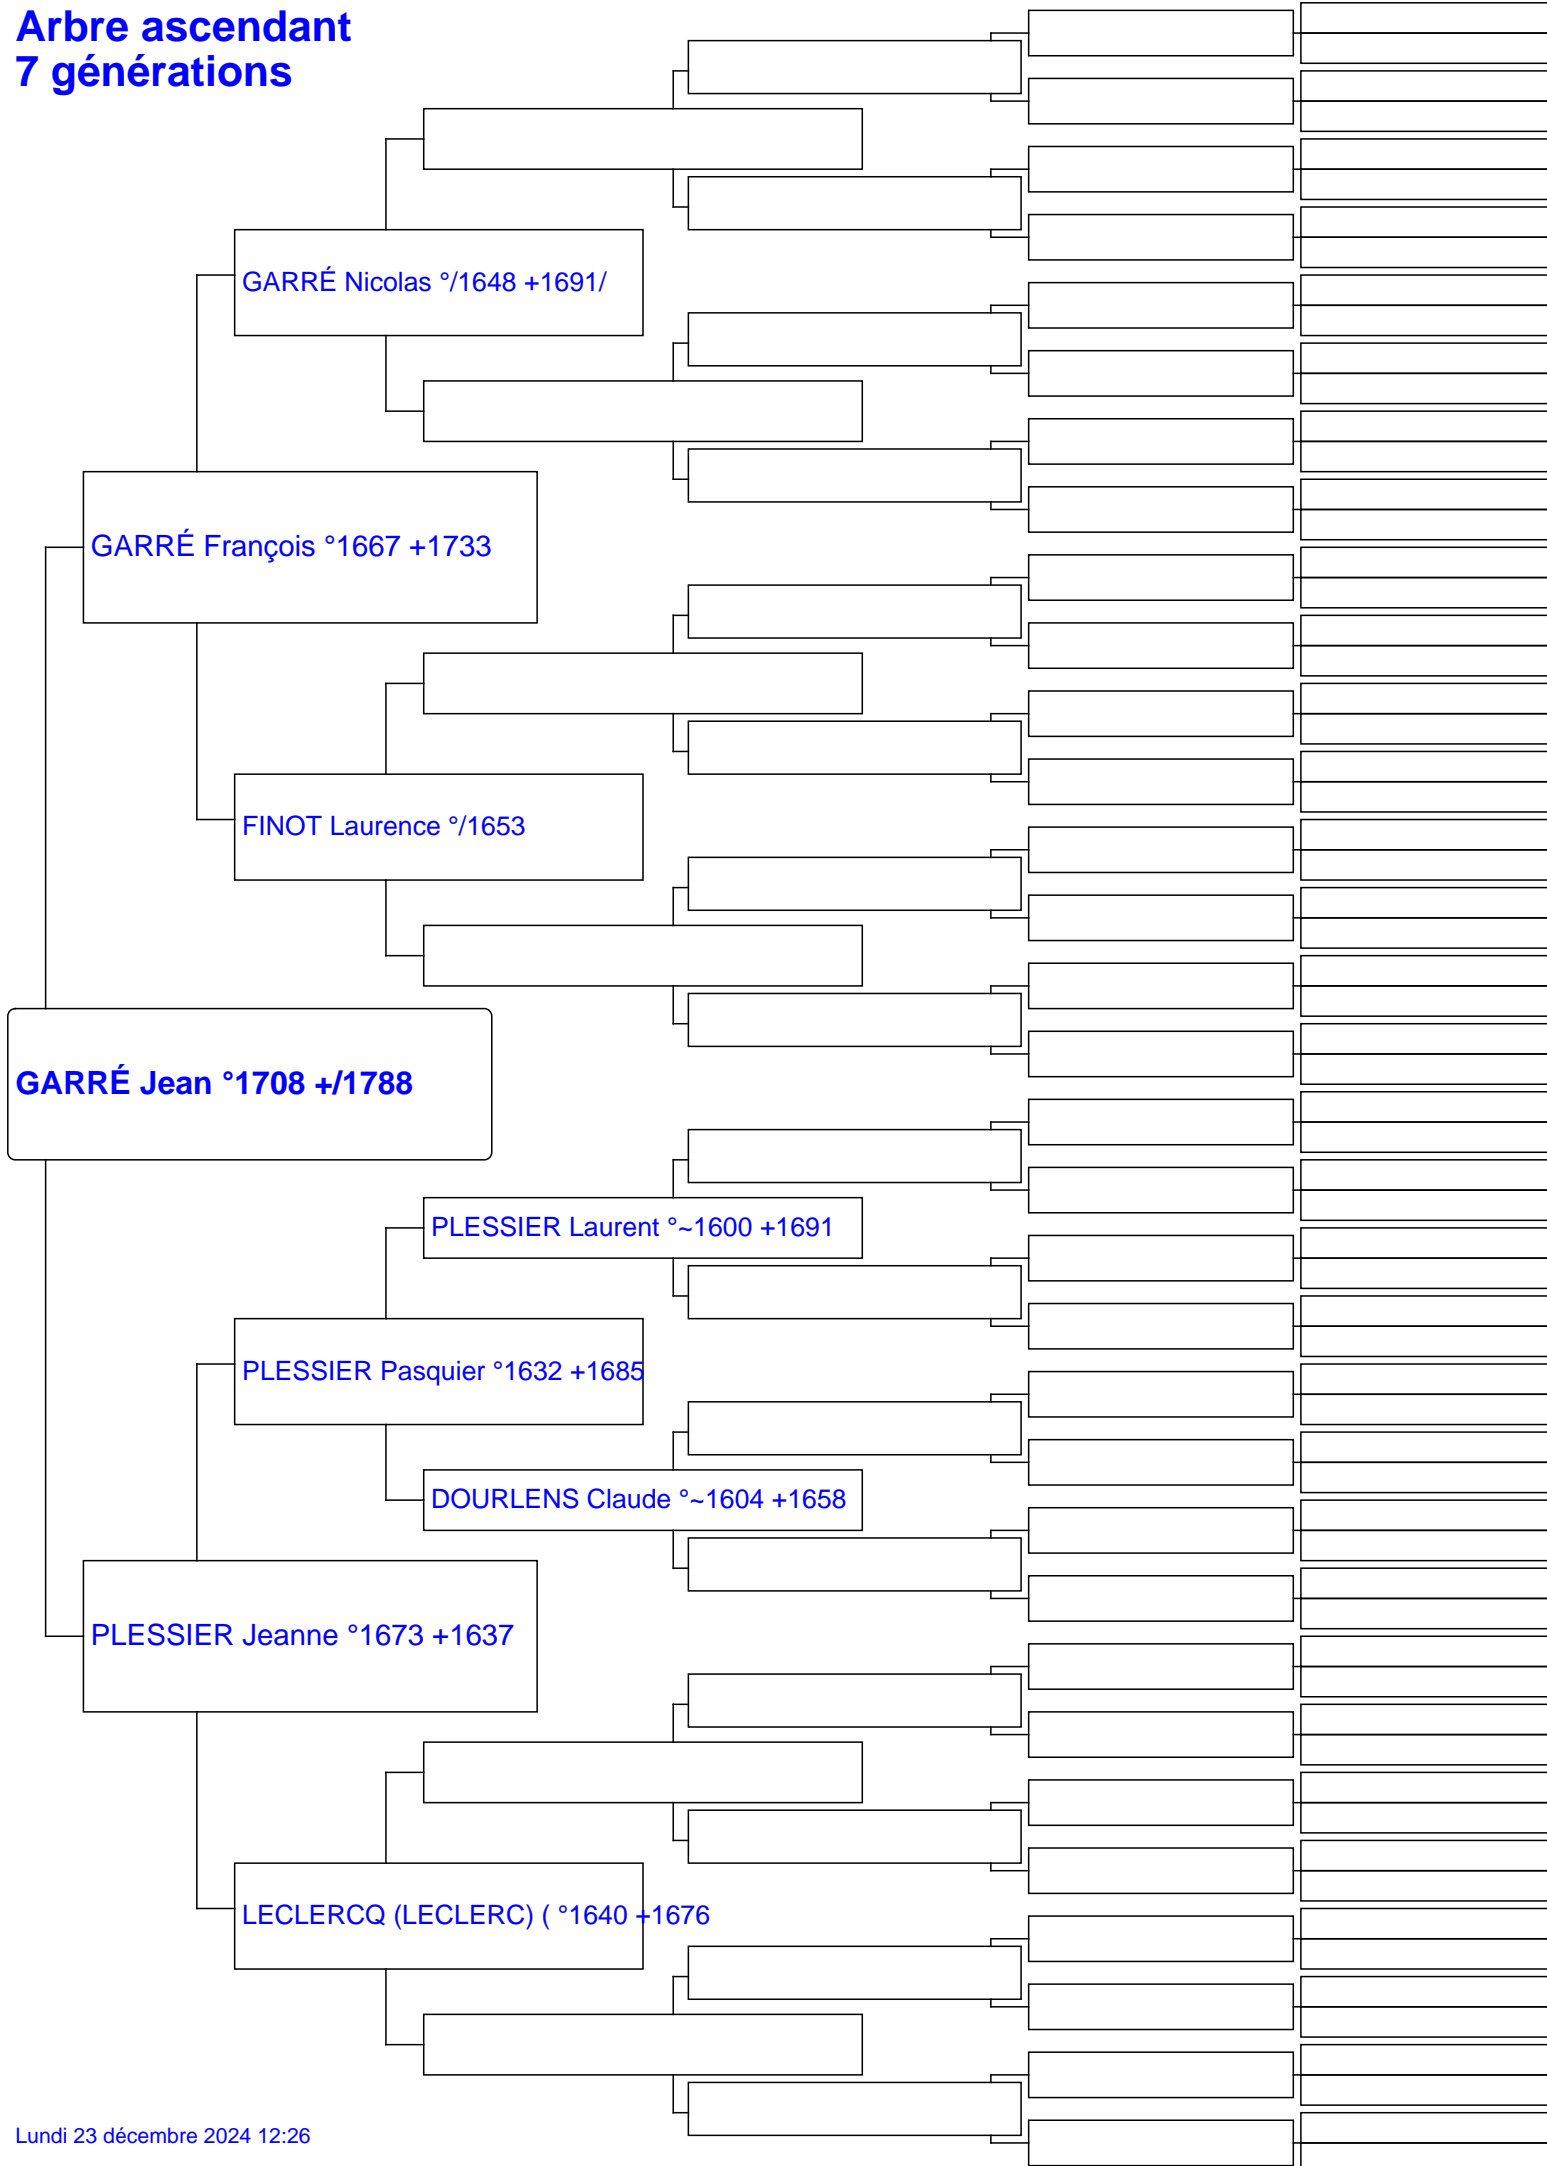 Arbre ascendant
7 générations
GARRÉ Nicolas °/1648 +1691/
GARRÉ François °1667 +1733
FINOT Laurence °/1653
GARRÉ Jean °1708 +/1788
PLESSIER Laurent °~1600 +1691
PLESSIER Pasquier °1632 +1685
DOURLENS Claude °~1604 +1658
PLESSIER Jeanne °1673 +1637
LECLERCQ (LECLERC) ( °1640 +1676
Lundi 23 décembre 2024 12:26